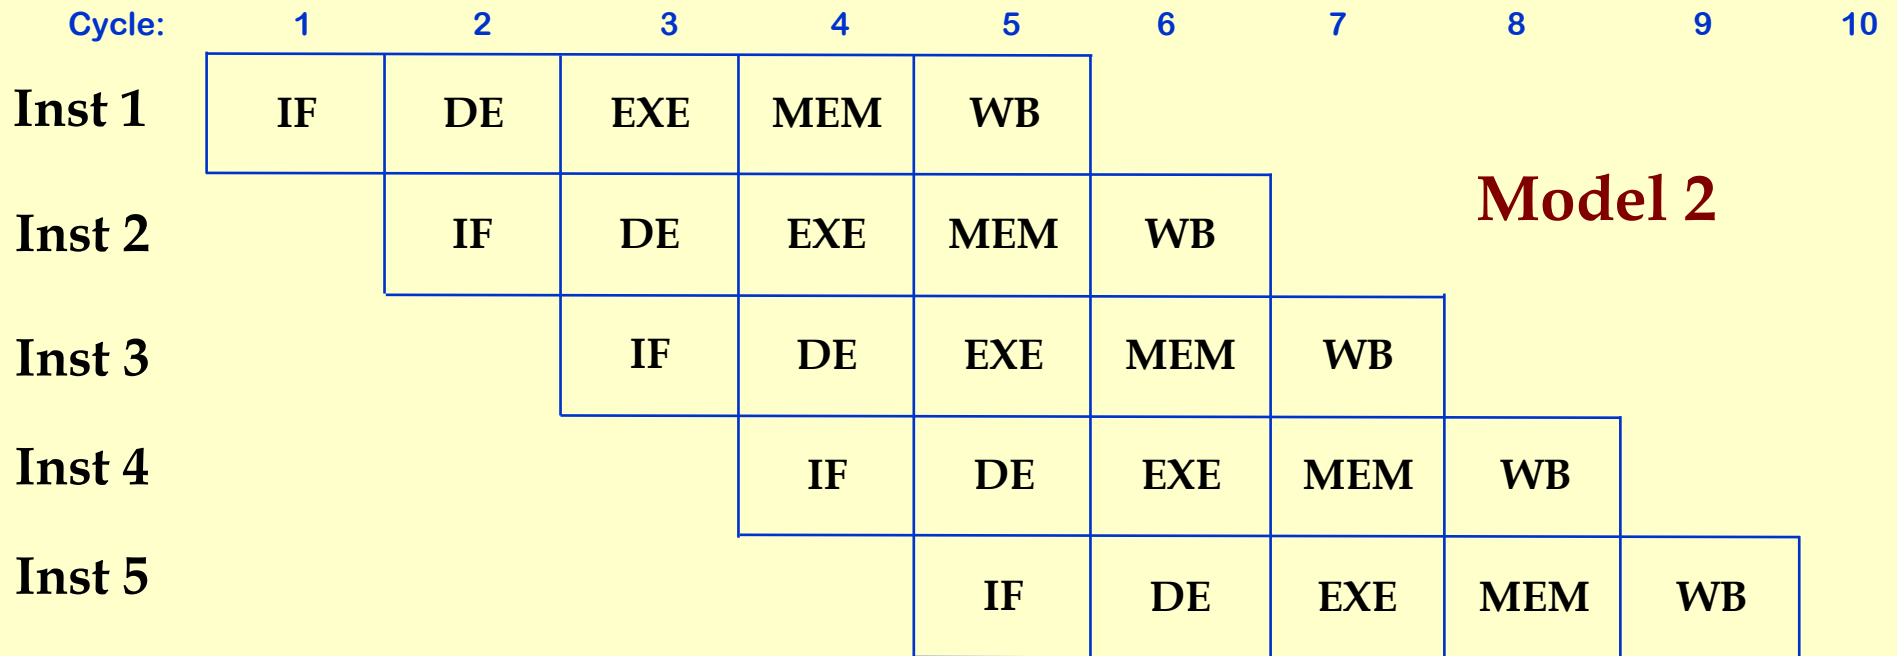 Cycle: 1 2 3 4 5 6 7 8 9 10
Inst 1 IF DE EXE MEM WB
Model 2
Inst 2 IF DE EXE MEM WB
Inst 3 IF DE EXE MEM WB
Inst 4 IF DE EXE MEM WB
Inst 5 IF DE EXE MEM WB